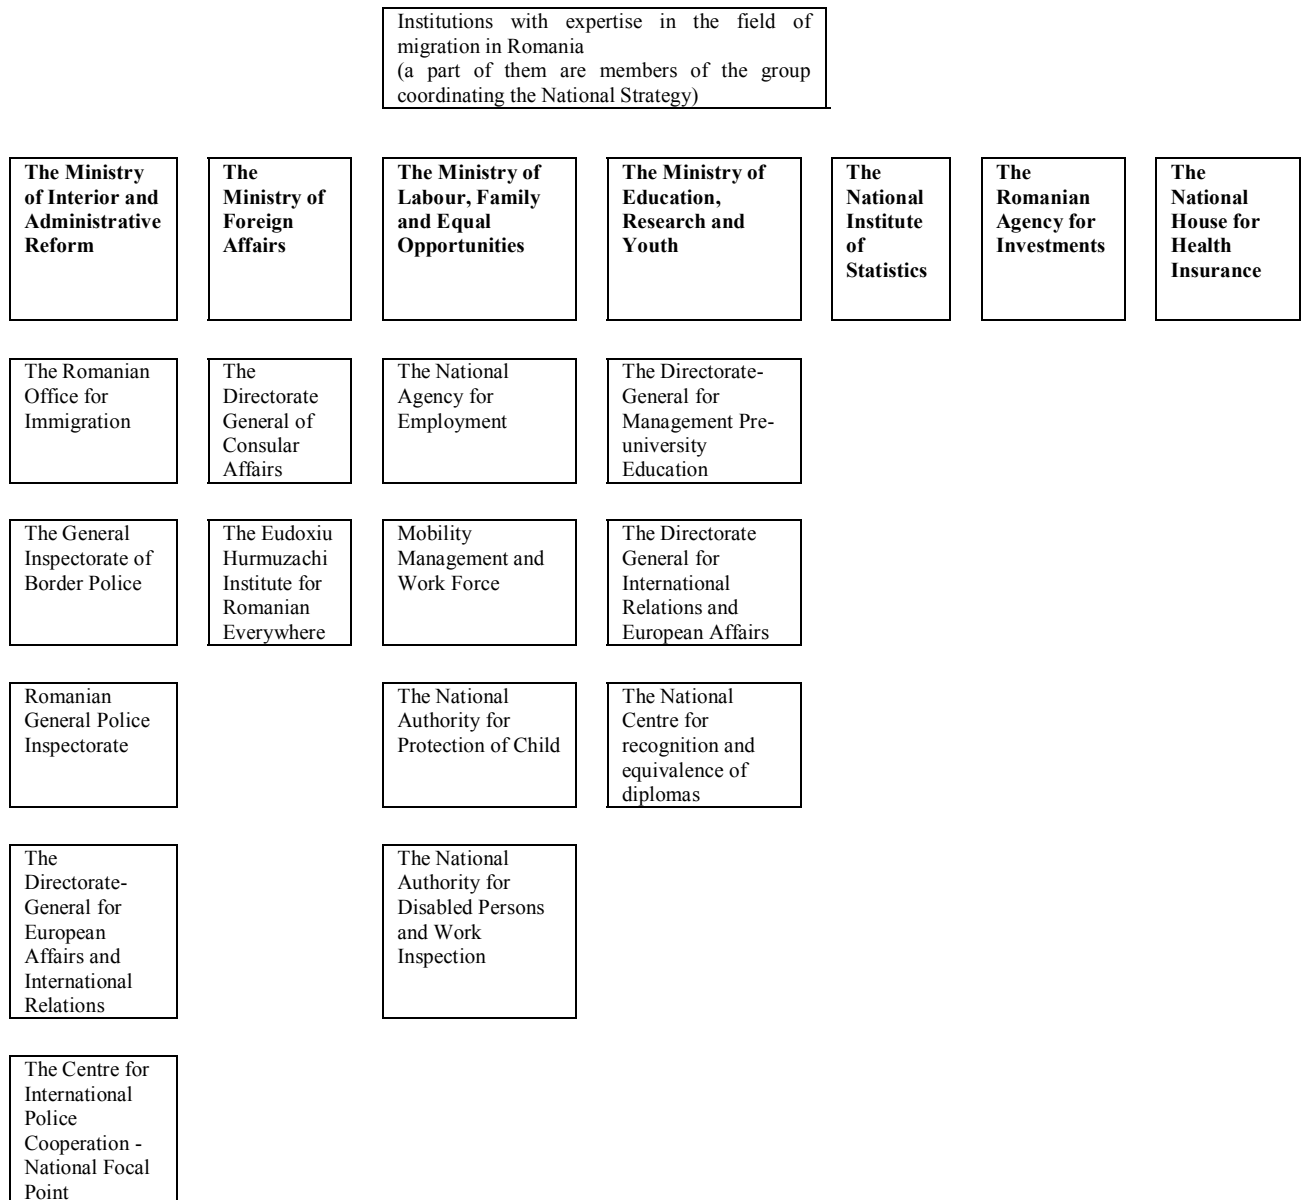 Institutions with expertise in the field of
migration in Romania
(a part of them are members of the group
coordinating the National Strategy)
The Ministry
of Interior and
Administrative
Reform
The
Ministry of
Foreign
Affairs
The Ministry of
Labour, Family
and Equal
Opportunities
The Ministry of
Education,
Research and
Youth
The
National
Institute
of
Statistics
The
Romanian
Agency for
Investments
The
National
House for
Health
Insurance
The Romanian
Office for
Immigration
The
Directorate
General of
Consular
Affairs
The National
Agency for
Employment
The Directorate-
General for
Management Pre-
university
Education
The General
Inspectorate of
Border Police
The Eudoxiu
Hurmuzachi
Institute for
Romanian
Everywhere
Mobility
Management and
Work Force
The Directorate
General for
International
Relations and
European Affairs
Romanian
General Police
Inspectorate
The National
Authority for
Protection of Child
The National
Centre for
recognition and
equivalence of
diplomas
The
Directorate-
General for
European
Affairs and
International
Relations
The National
Authority for
Disabled Persons
and Work
Inspection
The Centre for
International
Police
Cooperation -
National Focal
Point